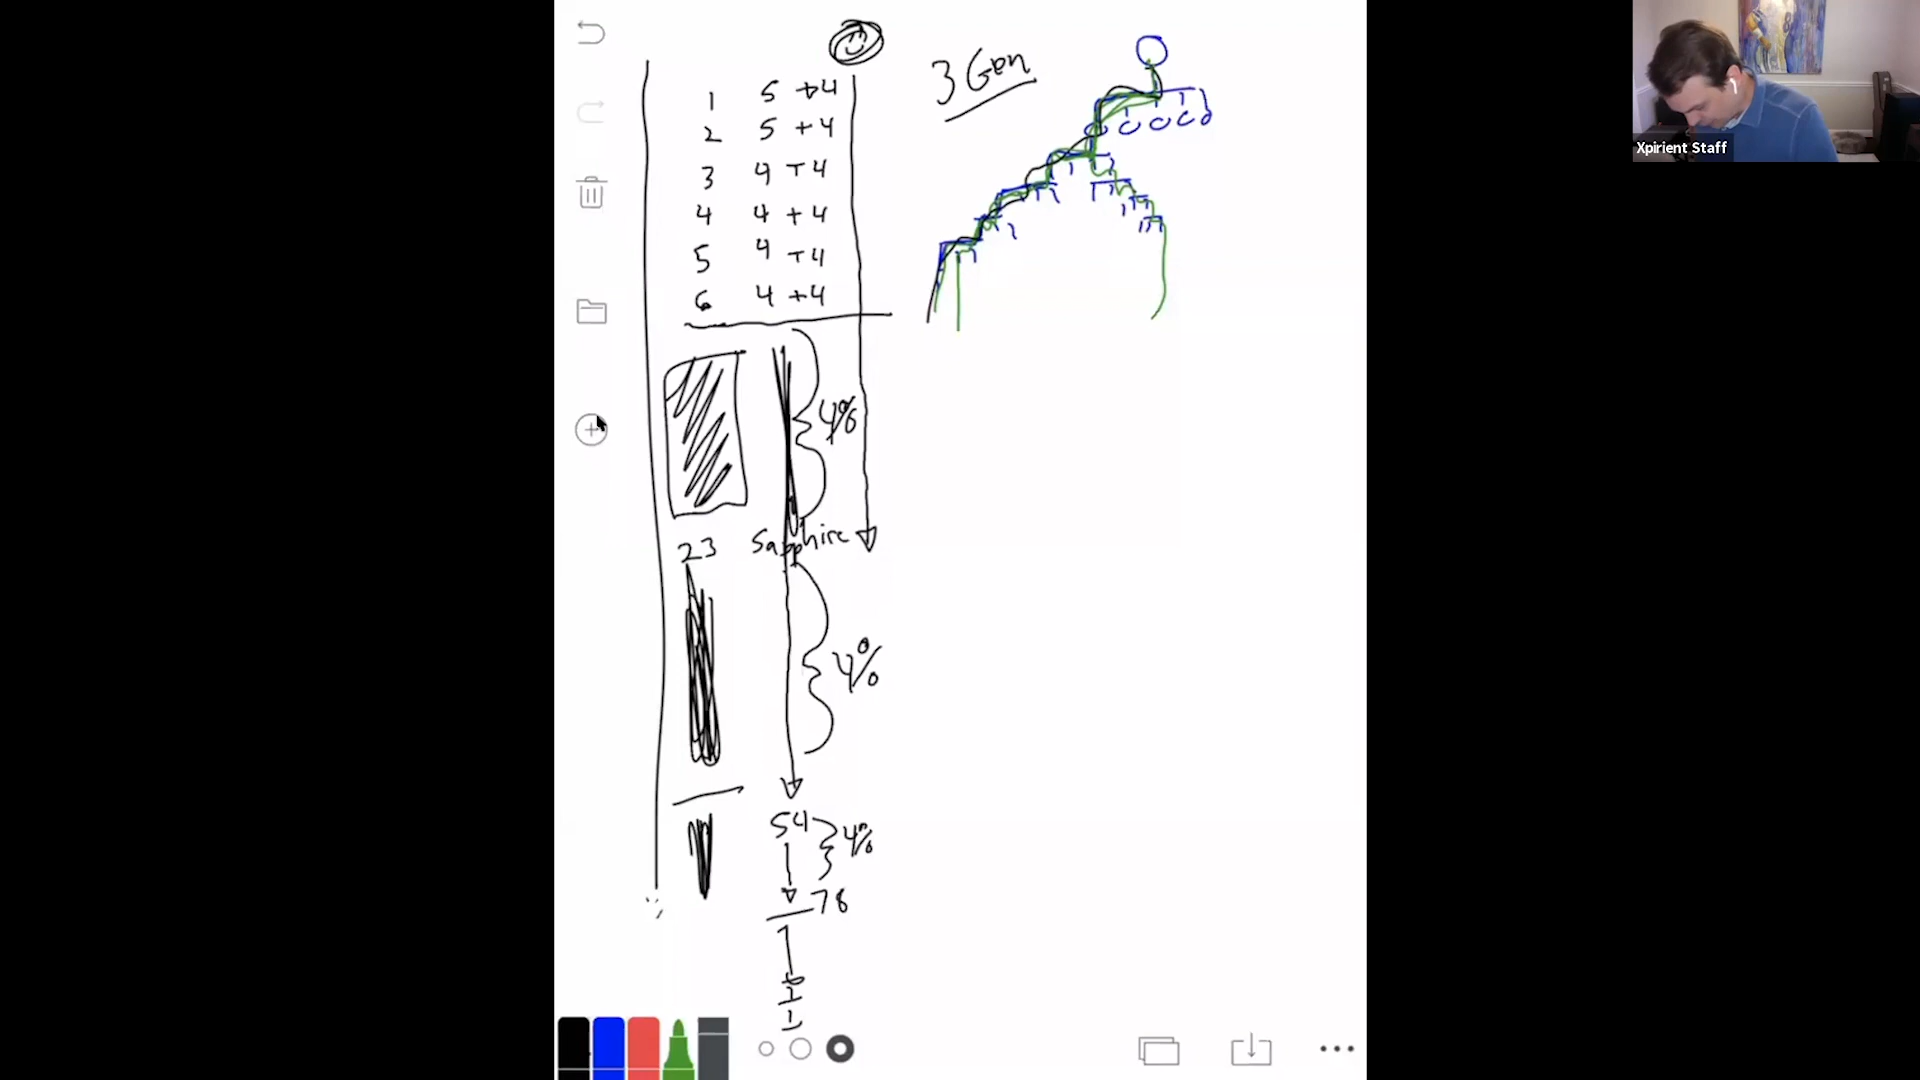 3 Gen
1 5 +4
2 5 +4
3 4 +4
4 4 +4
5 4 +4
6 4 +4
4%
23 Sapphire
4%
54 4%
78
Xpirient Staff